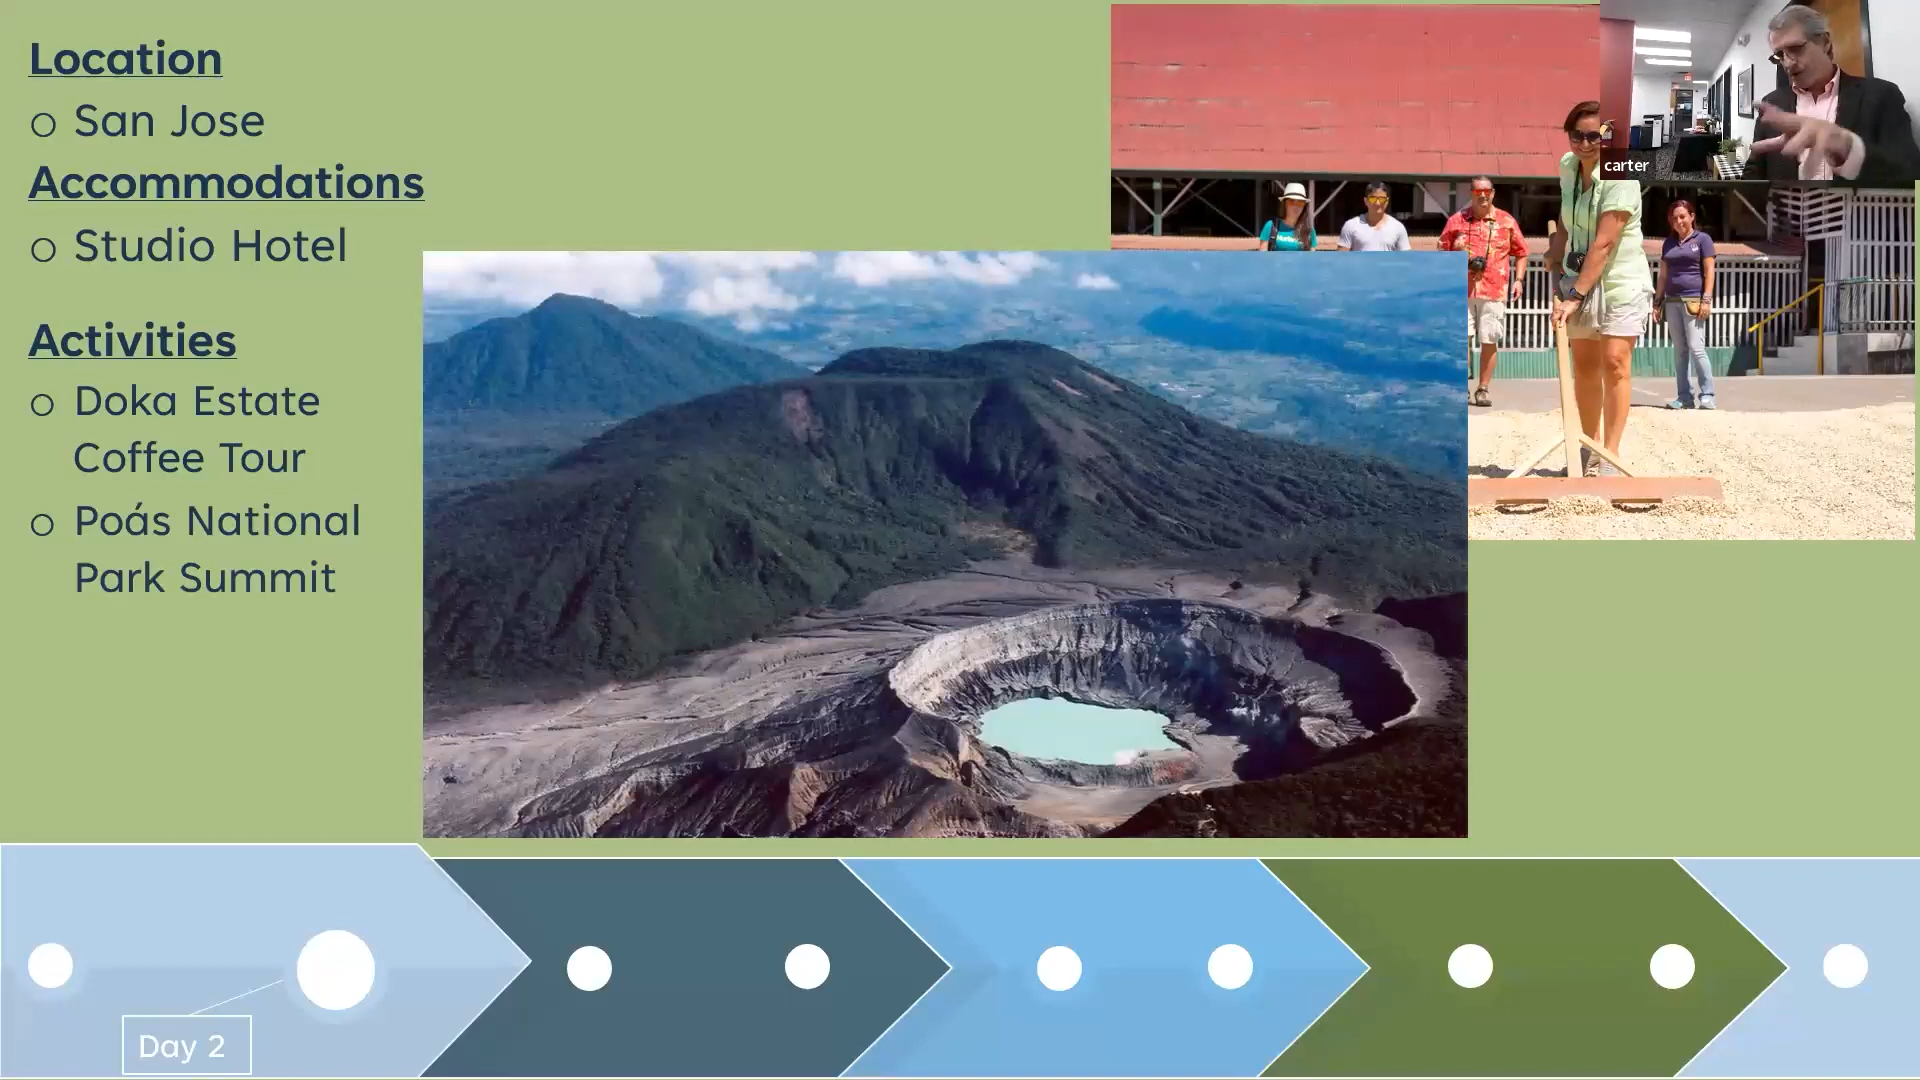 Location
○ San Jose
Accommodations
○ Studio Hotel
Activities
○ Doka Estate
Coffee Tour
○ Poás National
Park Summit
carter
Day 2